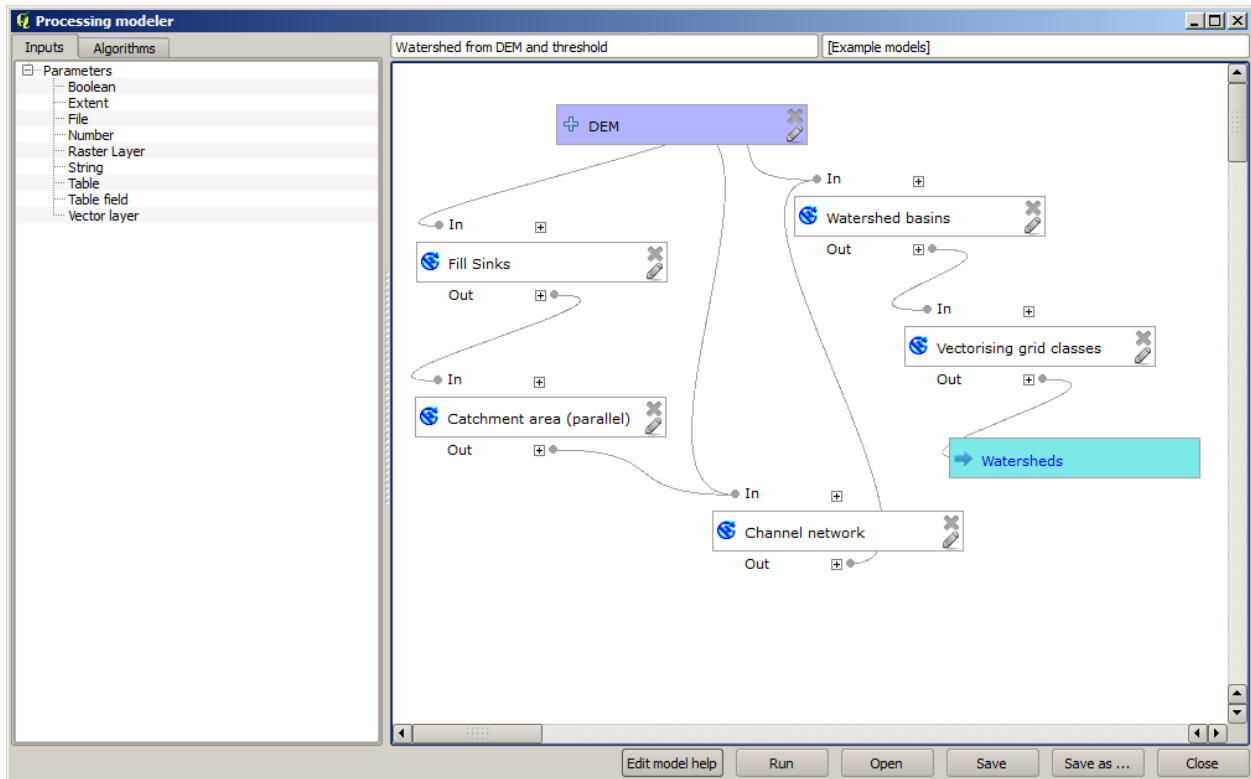 Processing modeler
Inputs
Algorithms
Parameters
Boolean
Extent
File
Number
Raster Layer
String
Table
Table field
Vector layer
Watershed from DEM and threshold
[Example models]
DEM
In
Watershed basins
Out
In
Fill Sinks
Out
In
Vectorising grid classes
Out
In
Catchment area (parallel)
Out
Watersheds
In
Channel network
Out
Edit model help
Run
Open
Save
Save as ...
Close